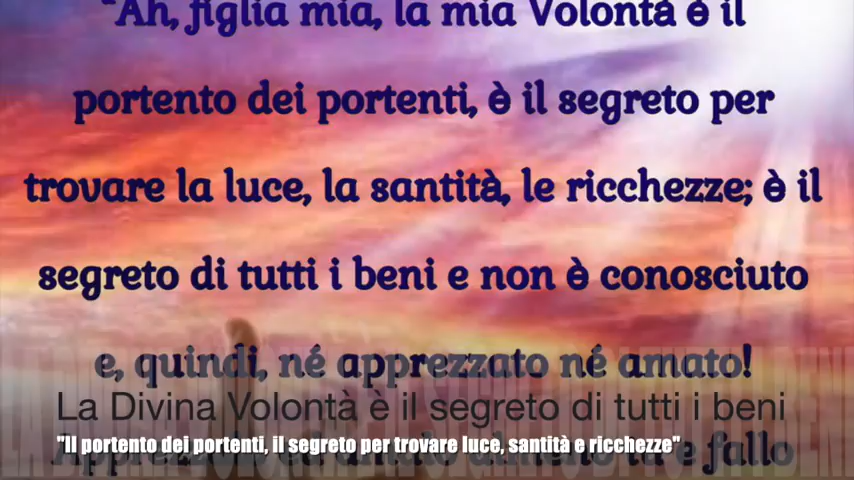 "Ah, figlia mia, la mia Volontà è il
portento dei portenti, è il segreto per
trovare la luce, la santità, le ricchezze; è il
segreto di tutti i beni e non è conosciuto
e, quindi, né apprezzato né amato!
La Divina Volontà è il segreto di tutti i beni
"Il portento dei portenti, il segreto per trovare luce, santità e ricchezze"
e fallo